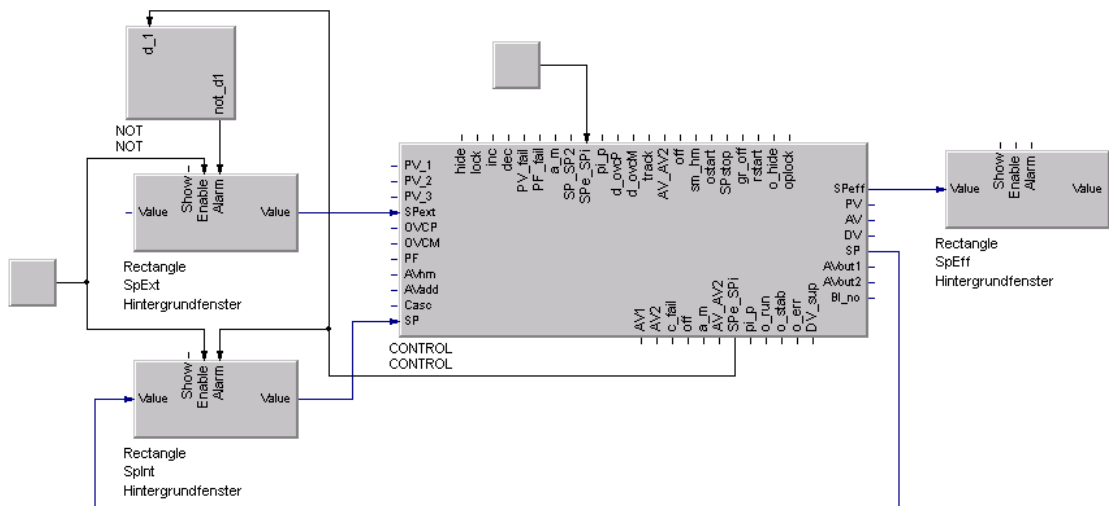 d_1
not_d1
NOT
NOT
Show
Enable
Alarm
Value
Value
Rectangle
SpExt
Hintergrundfenster
Show
Enable
Alarm
Value
Value
Rectangle
SpInt
Hintergrundfenster
hide
lock
inc
dec
PV_fail
PF_fail
a_m
SP_SP2
SPe_SPi
pi_p
d_ovcP
d_ovcM
track
AV_AV2
off
sm_hm
ostart
SPstop
gr_off
rstart
o_hide
oplock
PV_1
PV_2
PV_3
SPext
OVCP
OVCM
PF
AVhm
AVadd
Casc
SP
SPeff
PV
AV
DV
SP
AVout1
AVout2
Bl_no
AV1
AV2
c_fail
off
a_m
AV_AV2
SPe_SPi
pi_p
o_run
o_stab
o_err
DV_sup
CONTROL
CONTROL
Show
Enable
Alarm
Value
Value
Rectangle
SpEff
Hintergrundfenster